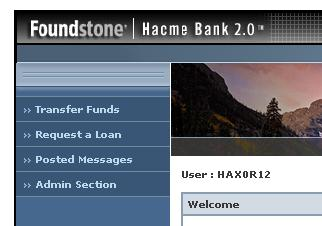 Foundstone® | Hacme Bank 2.0™
›› Transfer Funds
›› Request a Loan
›› Posted Messages
›› Admin Section
User : HAX0R12
Welcome